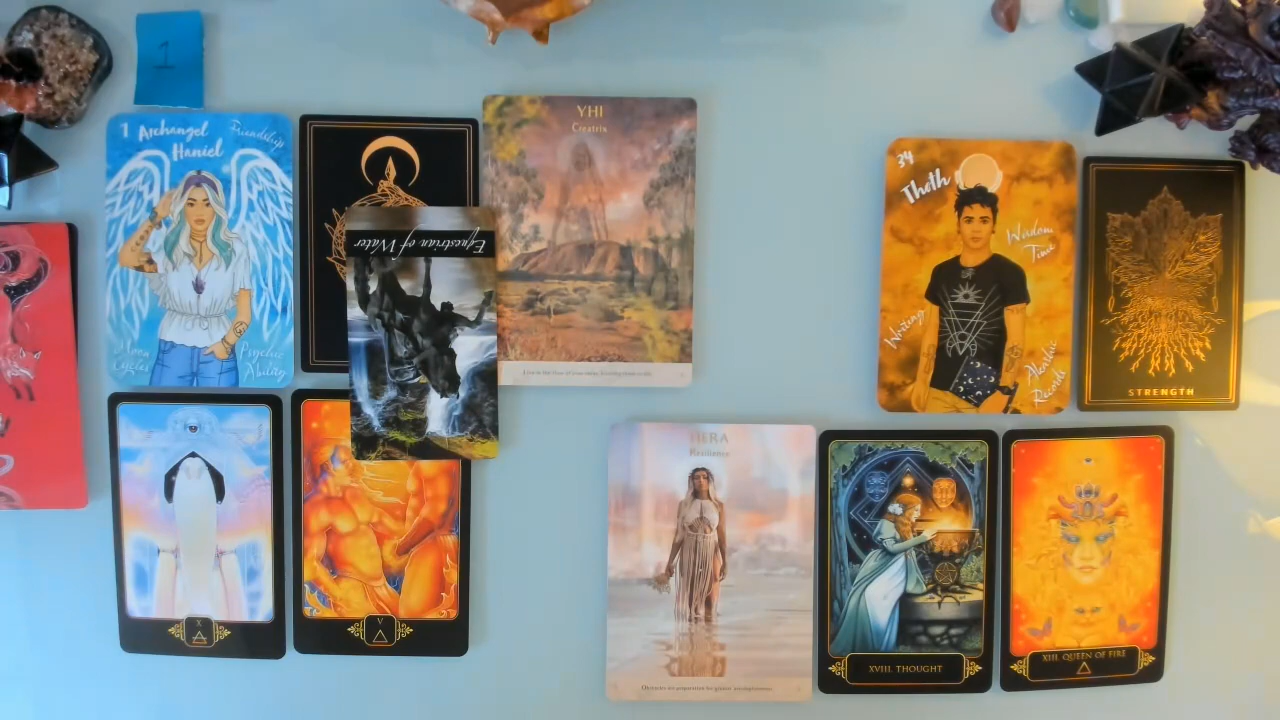 1
1 Archangel
Haniel
Friendship
Moon
Cycles
Psychic
Ability
Equestrian of Water
YHI
Creatrix
34
Thoth
Wisdom
Time
Writing
Akashic
Records
STRENGTH
X
V
HERA
Resilience
XVIII. THOUGHT
XIII. QUEEN OF FIRE